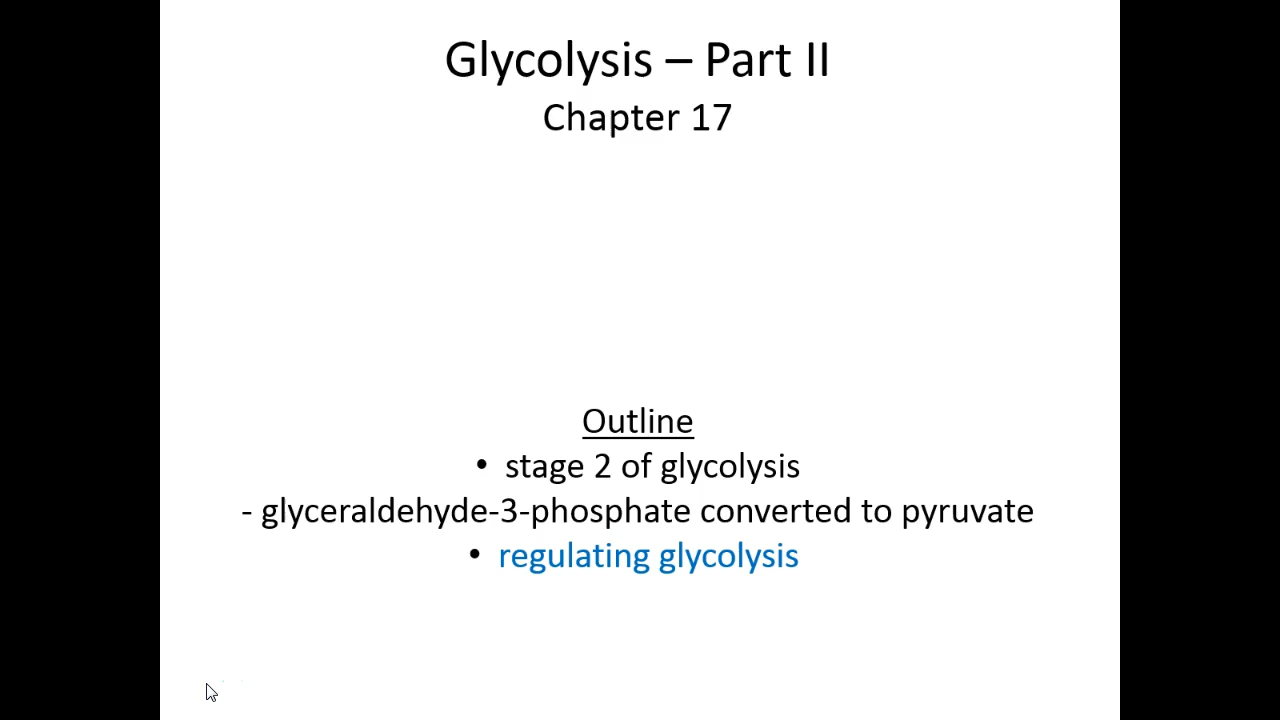 Glycolysis – Part II
Chapter 17
Outline
• stage 2 of glycolysis
- glyceraldehyde-3-phosphate converted to pyruvate
• regulating glycolysis